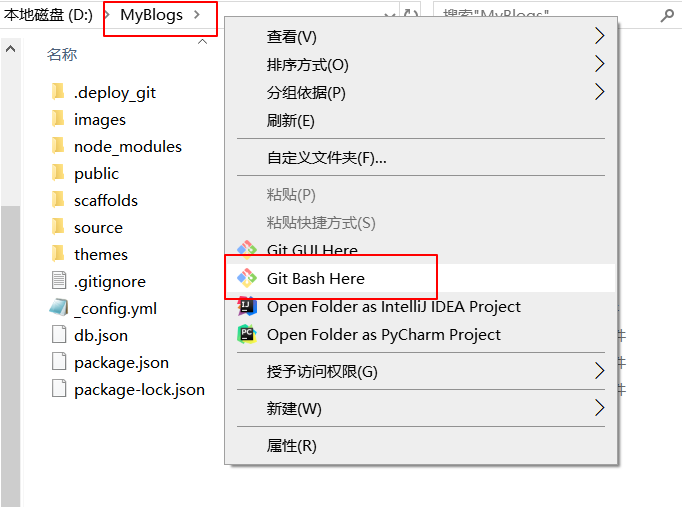 本地磁盘 (D:) MyBlogs 搜索"MyBlogs"
名称
.deploy_git
images
node_modules
public
scaffolds
source
themes
.gitignore
_config.yml
db.json
package.json
package-lock.json
查看(V)
排序方式(O)
分组依据(P)
刷新(E)
自定义文件夹(F)...
粘贴(P)
粘贴快捷方式(S)
Git GUI Here
Git Bash Here
Open Folder as IntelliJ IDEA Project
Open Folder as PyCharm Project
授予访问权限(G)
新建(W)
属性(R)
件
件
件